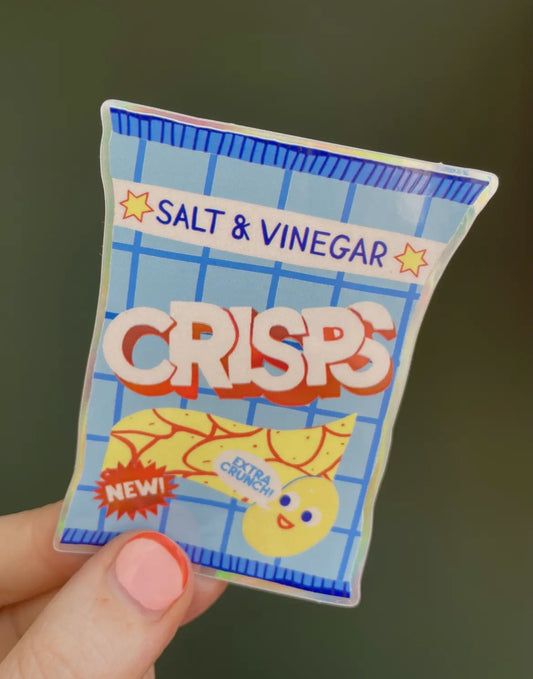 SALT & VINEGAR
CRISPS
EXTRA
CRUNCH!
NEW!